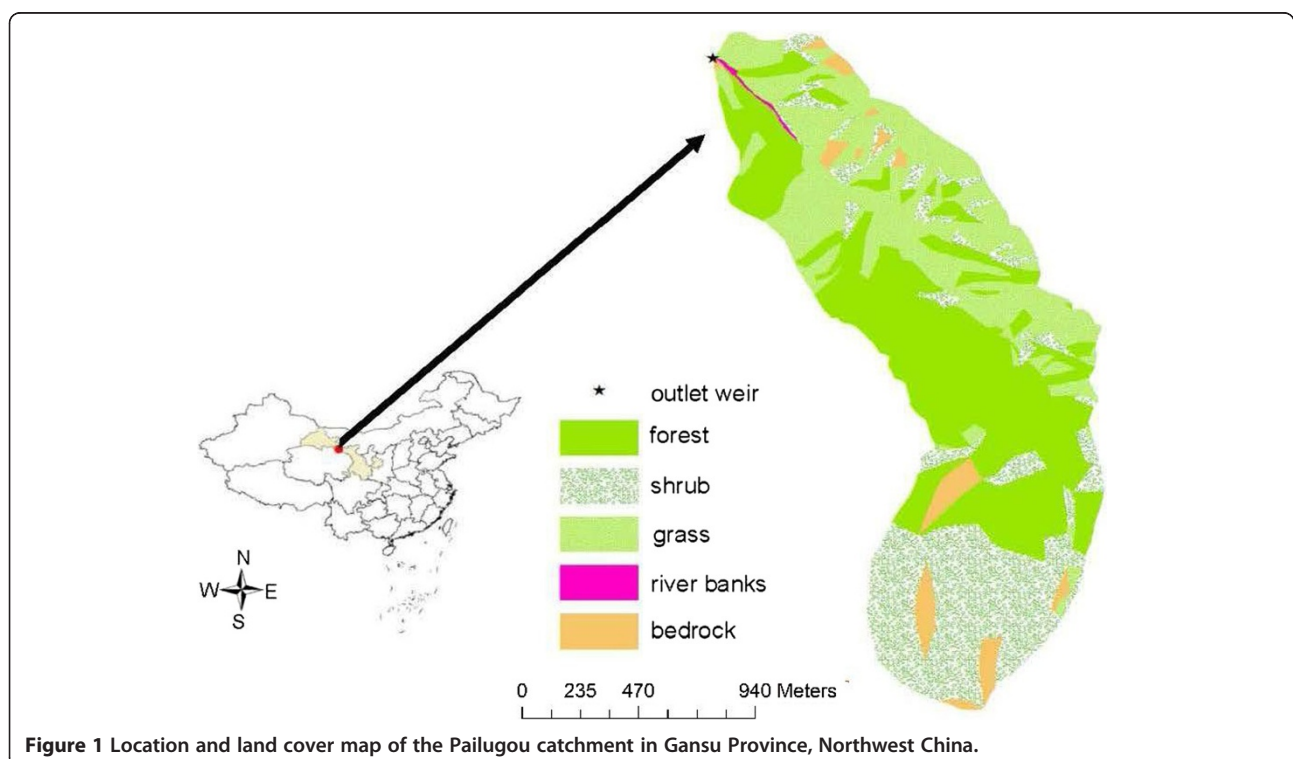 outlet weir
forest
shrub
grass
river banks
bedrock
N
W E
S
0 235 470 940 Meters
Figure 1 Location and land cover map of the Pailugou catchment in Gansu Province, Northwest China.